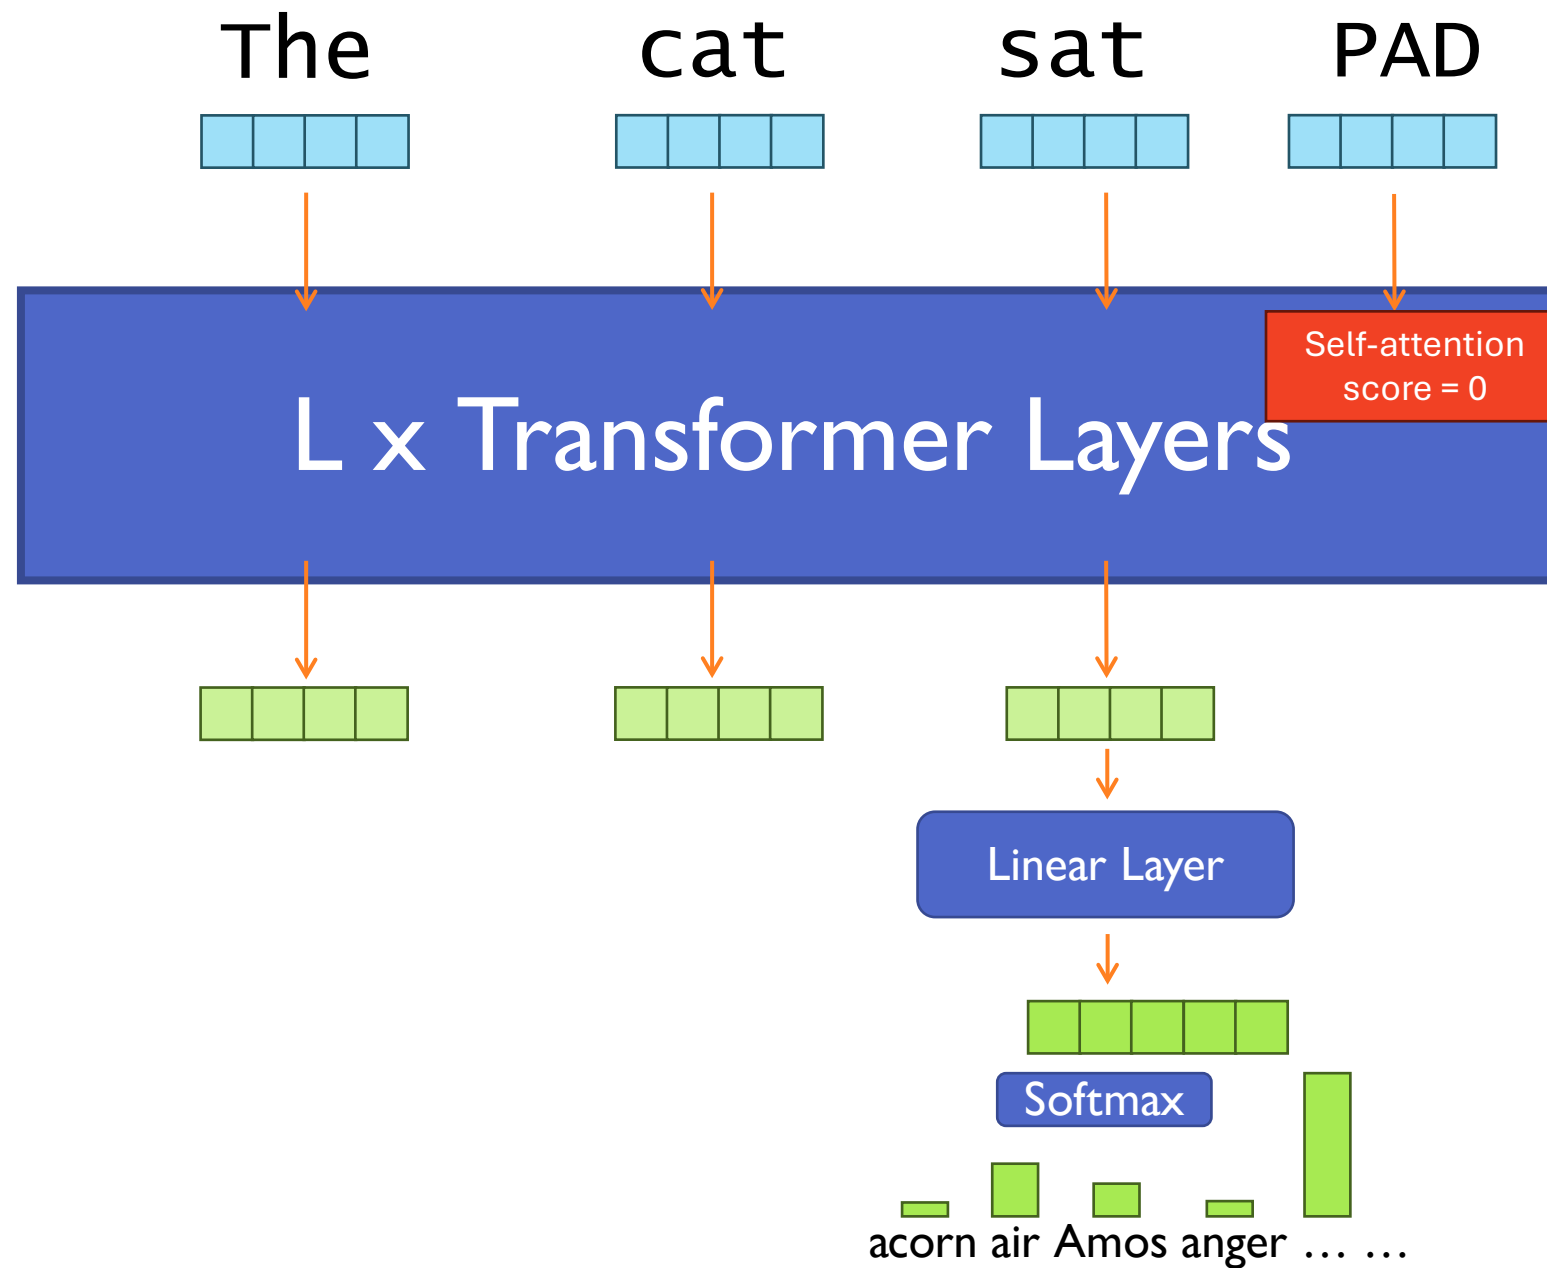 The cat sat PAD
Self-attention
score = 0
L x Transformer Layers
Linear Layer
Softmax
acorn air Amos anger … …